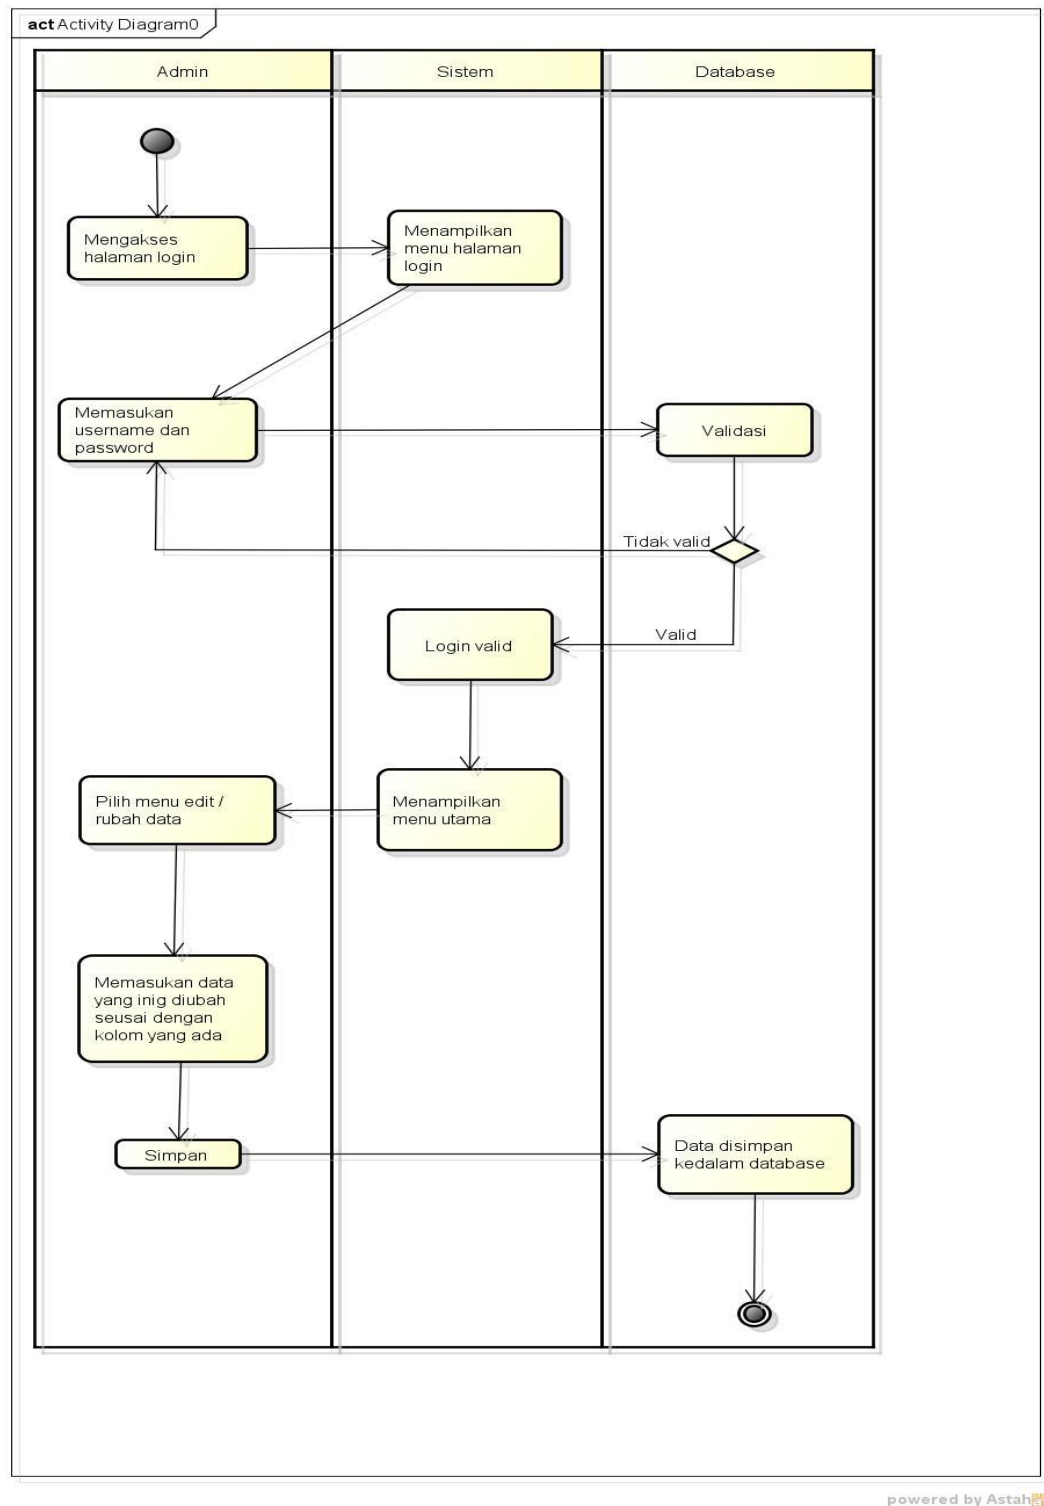 act Activity Diagram0
Admin
Sistem
Database
Mengakses
halaman login
Menampilkan
menu halaman
login
Memasukan
username dan
password
Validasi
Tidak valid
Valid
Login valid
Menampilkan
menu utama
Pilih menu edit /
rubah data
Memasukan data
yang inig diubah
seusai dengan
kolom yang ada
Simpan
Data disimpan
kedalam database
powered by Astah